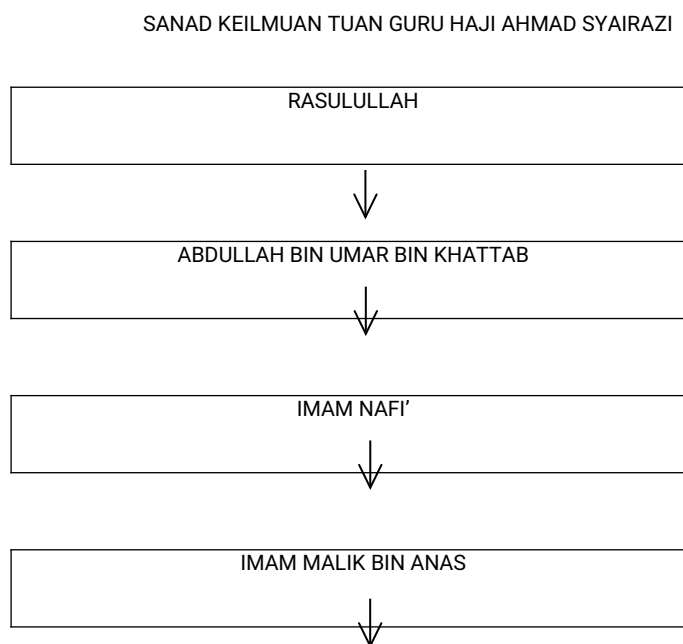 SANAD KEILMUAN TUAN GURU HAJI AHMAD SYAIRAZI
RASULULLAH
ABDULLAH BIN UMAR BIN KHATTAB
IMAM NAFI’
IMAM MALIK BIN ANAS